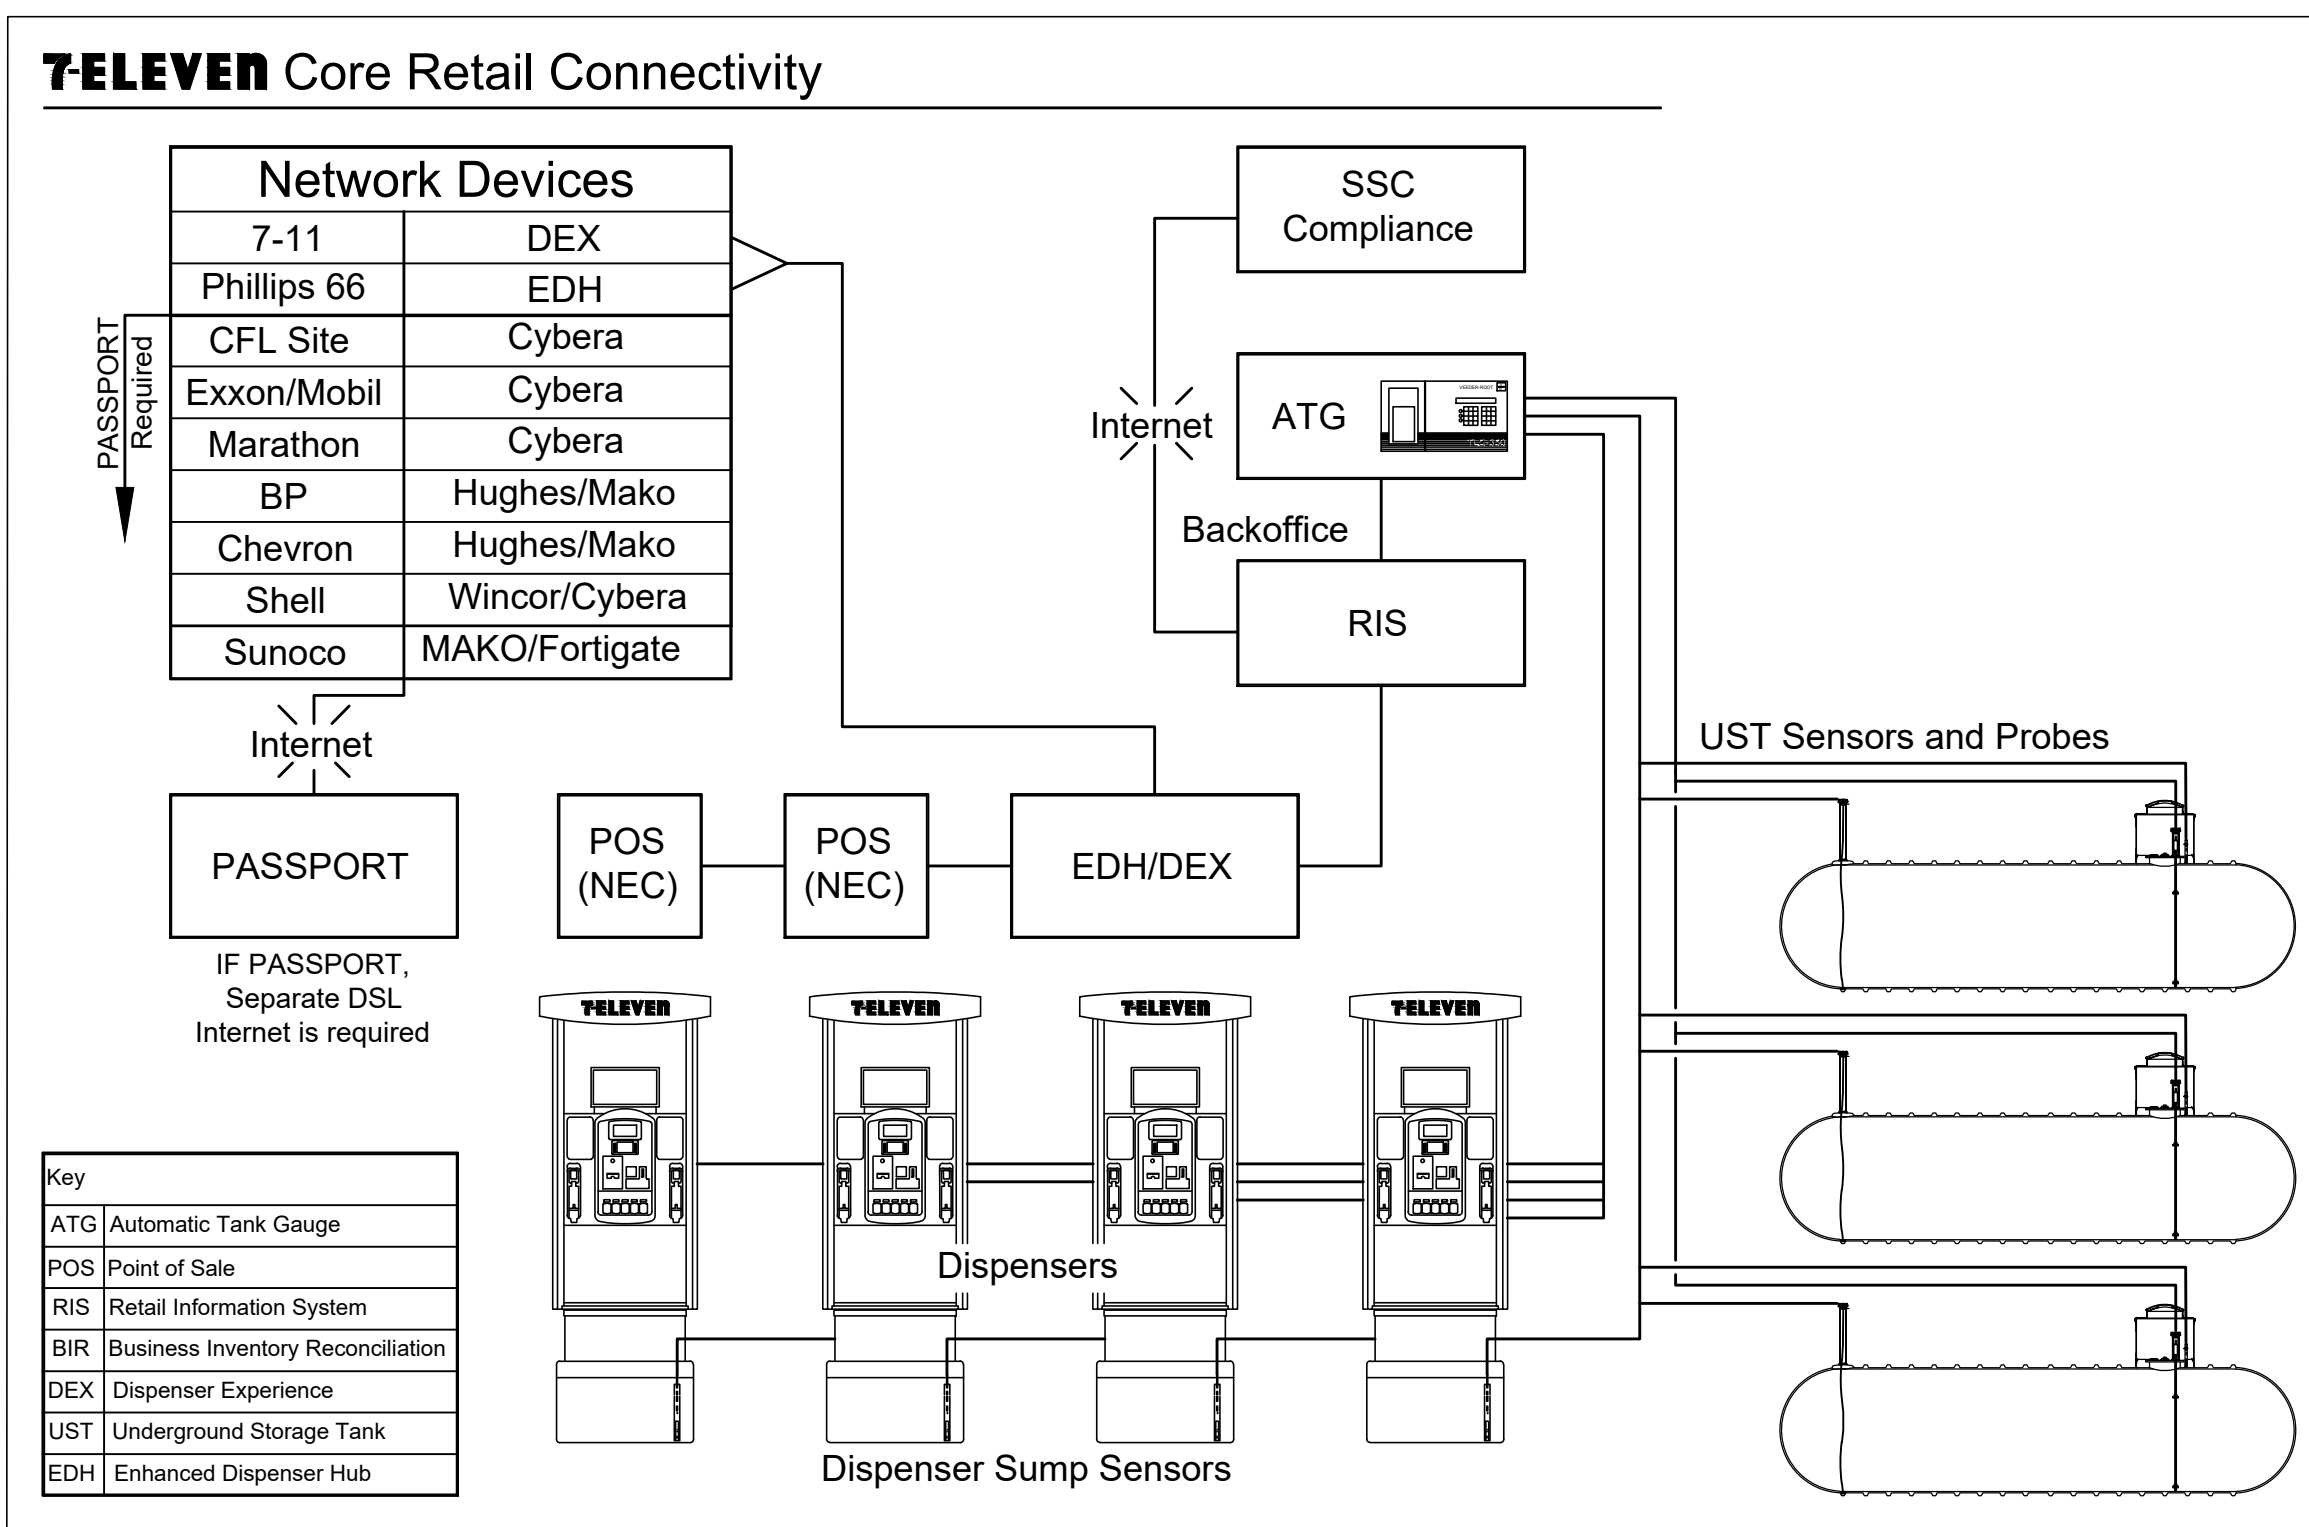 7-ELEVEN Core Retail Connectivity
Network Devices
7-11 DEX
Phillips 66 EDH
CFL Site Cybera
Exxon/Mobil Cybera
Marathon Cybera
BP Hughes/Mako
Chevron Hughes/Mako
Shell Wincor/Cybera
Sunoco MAKO/Fortigate
PASSPORT
Required
Internet
PASSPORT
IF PASSPORT,
Separate DSL
Internet is required
SSC
Compliance
Internet
ATG
VEEDER-ROOT
TLS-350
Backoffice
RIS
POS
(NEC)
POS
(NEC)
EDH/DEX
UST Sensors and Probes
7-ELEVEN
7-ELEVEN
7-ELEVEN
7-ELEVEN
Dispensers
Dispenser Sump Sensors
Key
ATG Automatic Tank Gauge
POS Point of Sale
RIS Retail Information System
BIR Business Inventory Reconciliation
DEX Dispenser Experience
UST Underground Storage Tank
EDH Enhanced Dispenser Hub